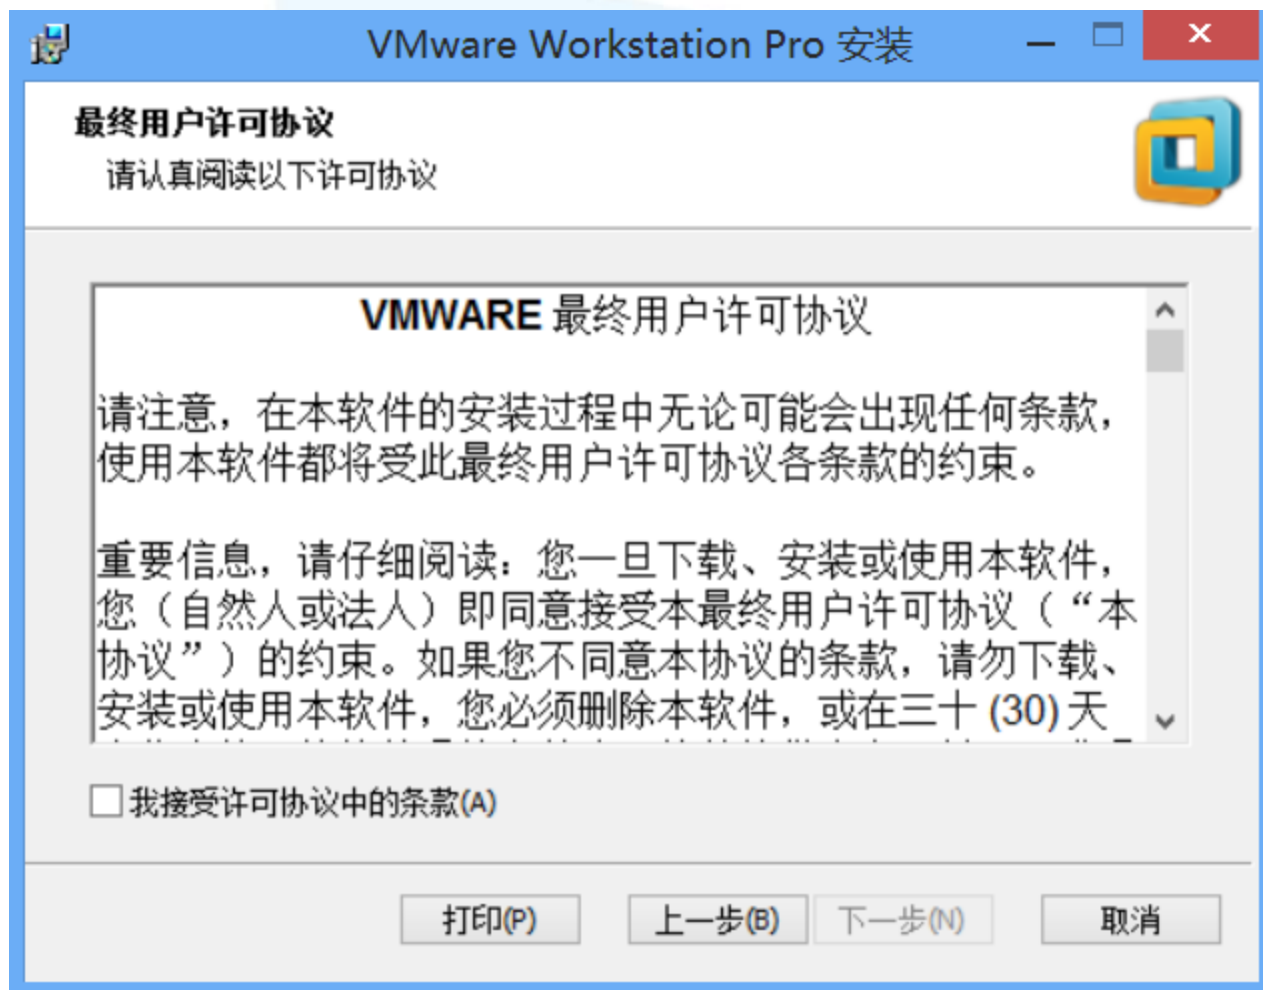 VMware Workstation Pro 安装
最终用户许可协议
请认真阅读以下许可协议
VMWARE 最终用户许可协议
请注意，在本软件的安装过程中无论可能会出现任何条款，
使用本软件都将受此最终用户许可协议各条款的约束。
重要信息，请仔细阅读：您一旦下载、安装或使用本软件，
您（自然人或法人）即同意接受本最终用户许可协议（“本
协议”）的约束。如果您不同意本协议的条款，请勿下载、
安装或使用本软件，您必须删除本软件，或在三十 (30) 天
我接受许可协议中的条款(A)
打印(P)
上一步(B)
下一步(N)
取消